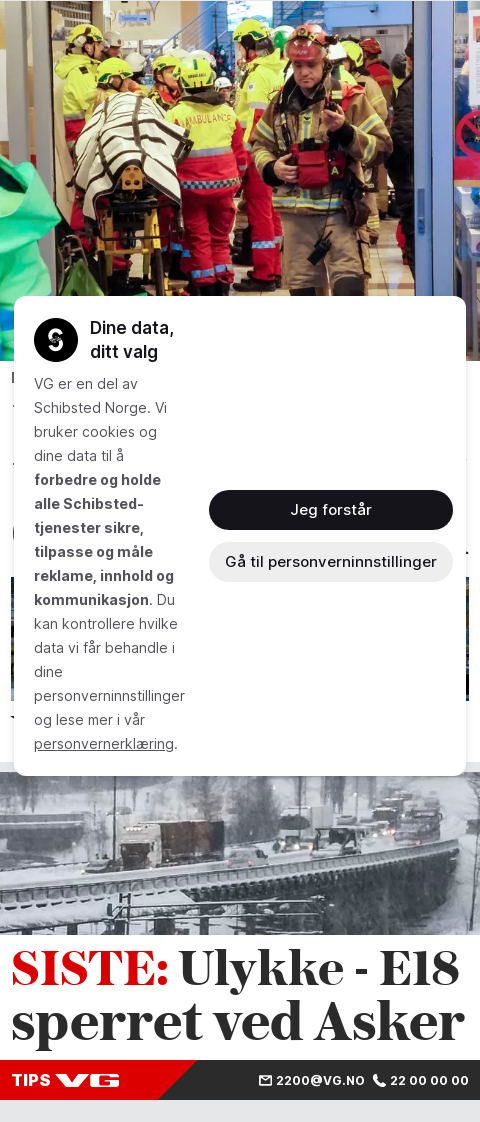 AMBULANSE
Dine data,
ditt valg
VG er en del av
Schibsted Norge. Vi
bruker cookies og
dine data til å
forbedre og holde
alle Schibsted-
tjenester sikre,
tilpasse og måle
reklame, innhold og
kommunikasjon. Du
kan kontrollere hvilke
data vi får behandle i
dine
personverninnstillinger
og lese mer i vår
personvernerklæring.
Jeg forstår
Gå til personverninnstillinger
SISTE: Ulykke - E18
sperret ved Asker
TIPS VG 2200@VG.NO 22 00 00 00